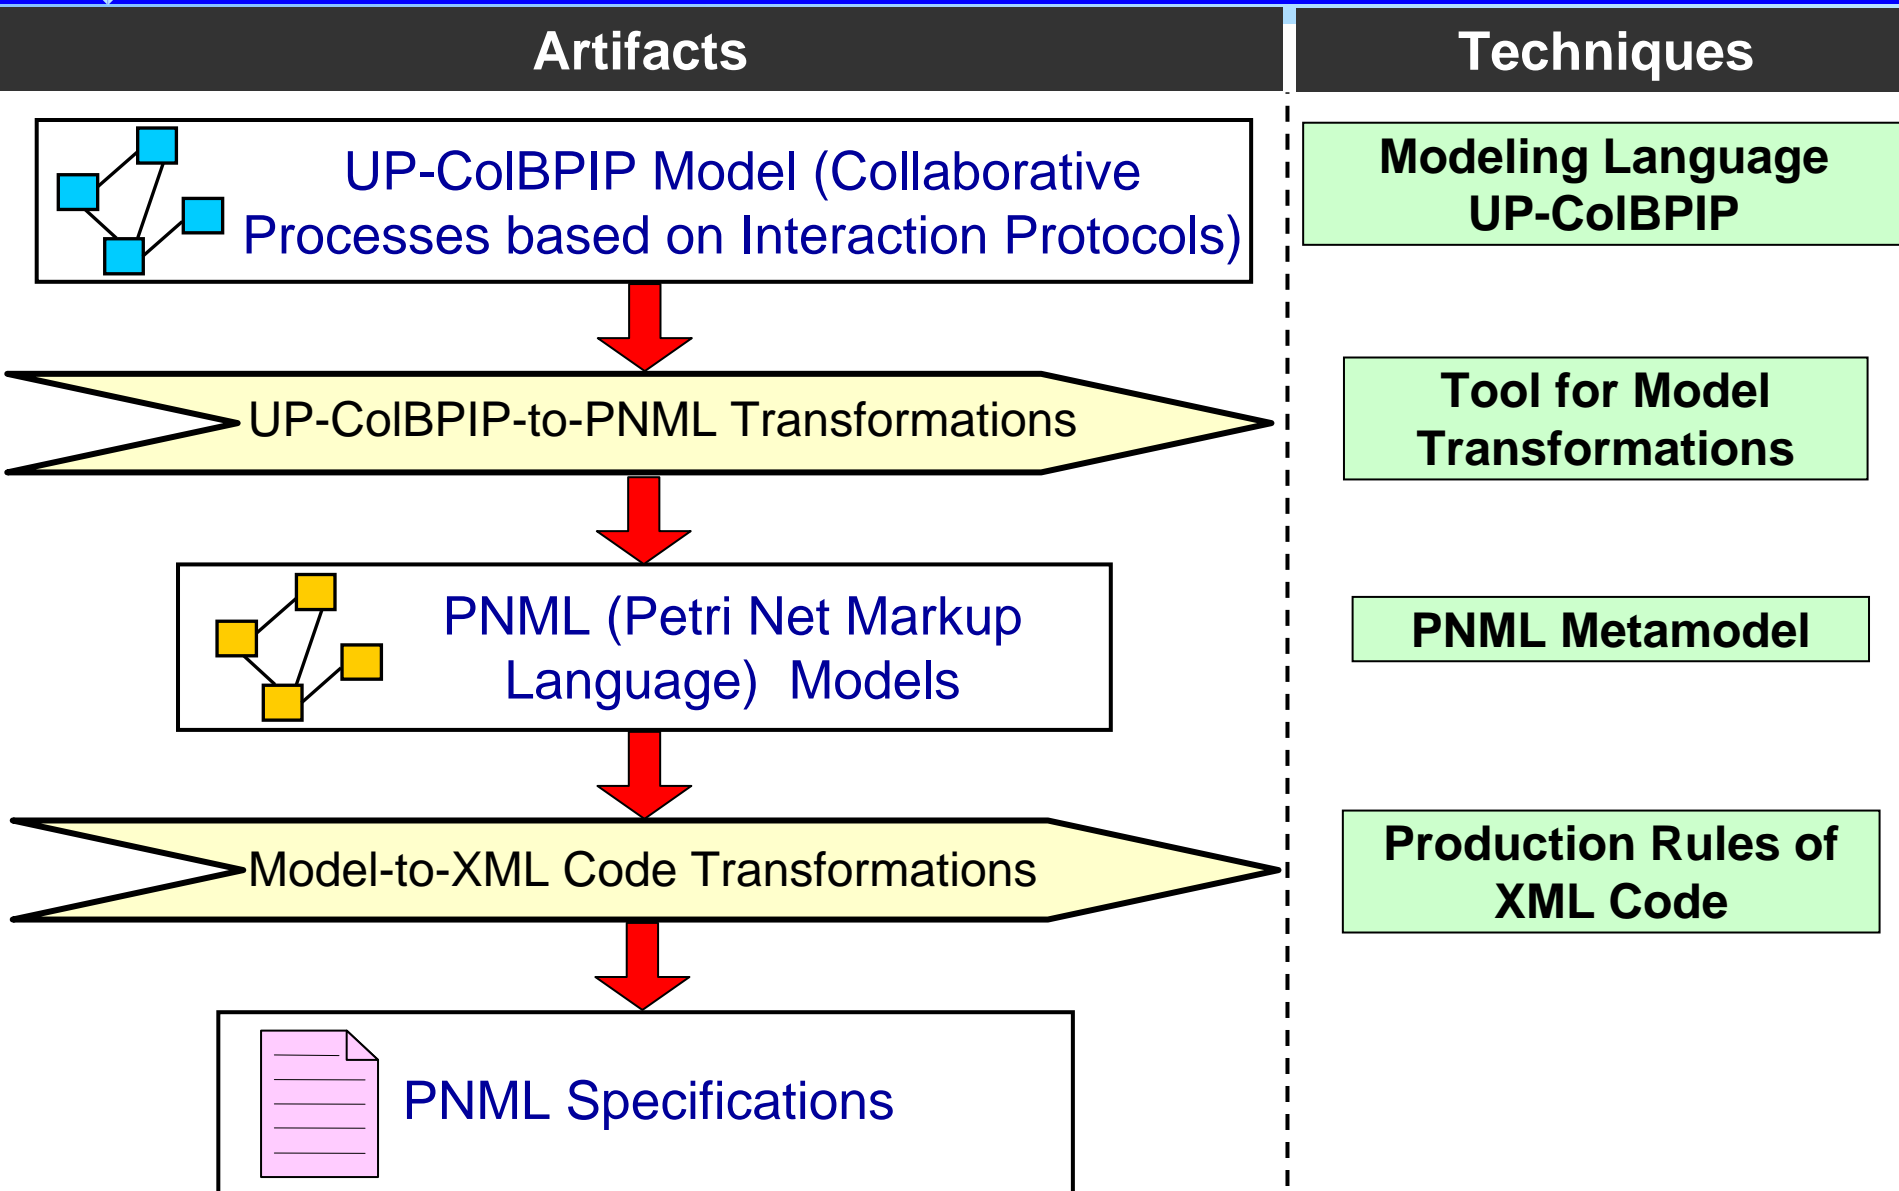 Artifacts
Techniques
UP-ColBPIP Model (Collaborative
Processes based on Interaction Protocols)
Modeling Language
UP-ColBPIP
UP-ColBPIP-to-PNML Transformations
Tool for Model
Transformations
PNML (Petri Net Markup
Language) Models
PNML Metamodel
Model-to-XML Code Transformations
Production Rules of
XML Code
PNML Specifications